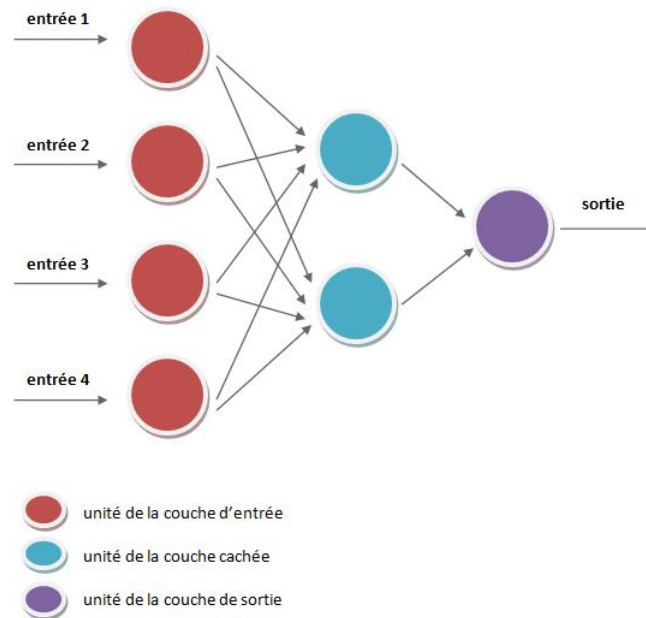 entrée 1
entrée 2
entrée 3
entrée 4
sortie
unité de la couche d’entrée
unité de la couche cachée
unité de la couche de sortie